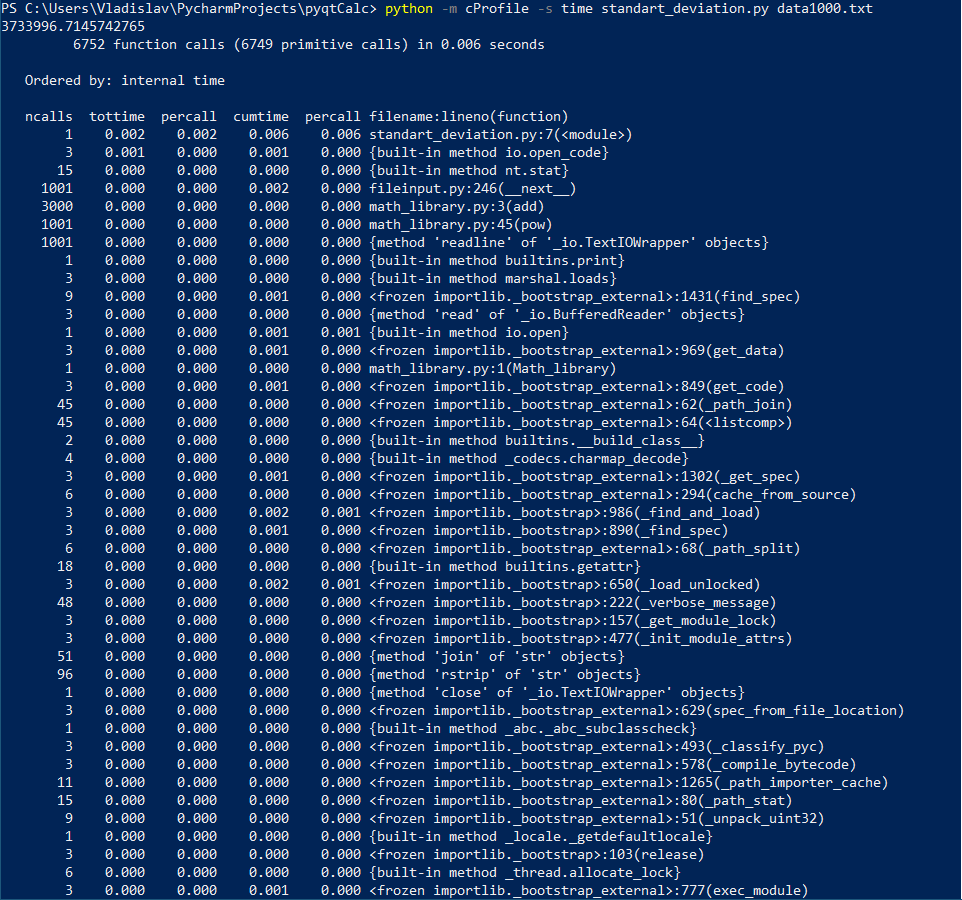 PS C:\Users\Vladislav\PycharmProjects\pyqtCalc> python -m cProfile -s time standart_deviation.py data1000.txt
3733996.7145742765
         6752 function calls (6749 primitive calls) in 0.006 seconds
   Ordered by: internal time
   ncalls  tottime  percall  cumtime  percall filename:lineno(function)
        1    0.002    0.002    0.006    0.006 standart_deviation.py:7(<module>)
        3    0.001    0.000    0.001    0.000 {built-in method io.open_code}
       15    0.000    0.000    0.000    0.000 {built-in method nt.stat}
     1001    0.000    0.000    0.002    0.000 fileinput.py:246(__next__)
     3000    0.000    0.000    0.000    0.000 math_library.py:3(add)
     1001    0.000    0.000    0.000    0.000 math_library.py:45(pow)
     1001    0.000    0.000    0.000    0.000 {method 'readline' of '_io.TextIOWrapper' objects}
        1    0.000    0.000    0.000    0.000 {built-in method builtins.print}
        3    0.000    0.000    0.000    0.000 {built-in method marshal.loads}
        9    0.000    0.000    0.001    0.000 <frozen importlib._bootstrap_external>:1431(find_spec)
        3    0.000    0.000    0.000    0.000 {method 'read' of '_io.BufferedReader' objects}
        1    0.000    0.000    0.001    0.001 {built-in method io.open}
        3    0.000    0.000    0.001    0.000 <frozen importlib._bootstrap_external>:969(get_data)
        1    0.000    0.000    0.000    0.000 math_library.py:1(Math_library)
        3    0.000    0.000    0.001    0.000 <frozen importlib._bootstrap_external>:849(get_code)
       45    0.000    0.000    0.000    0.000 <frozen importlib._bootstrap_external>:62(_path_join)
       45    0.000    0.000    0.000    0.000 <frozen importlib._bootstrap_external>:64(<listcomp>)
        2    0.000    0.000    0.000    0.000 {built-in method builtins.__build_class__}
        4    0.000    0.000    0.000    0.000 {built-in method _codecs.charmap_decode}
        3    0.000    0.000    0.001    0.000 <frozen importlib._bootstrap_external>:1302(_get_spec)
        6    0.000    0.000    0.000    0.000 <frozen importlib._bootstrap_external>:294(cache_from_source)
        3    0.000    0.000    0.002    0.001 <frozen importlib._bootstrap>:986(_find_and_load)
        3    0.000    0.000    0.001    0.000 <frozen importlib._bootstrap>:890(_find_spec)
        6    0.000    0.000    0.000    0.000 <frozen importlib._bootstrap_external>:68(_path_split)
       18    0.000    0.000    0.000    0.000 {built-in method builtins.getattr}
        3    0.000    0.000    0.002    0.001 <frozen importlib._bootstrap>:650(_load_unlocked)
       48    0.000    0.000    0.000    0.000 <frozen importlib._bootstrap>:222(_verbose_message)
        3    0.000    0.000    0.000    0.000 <frozen importlib._bootstrap>:157(_get_module_lock)
        3    0.000    0.000    0.000    0.000 <frozen importlib._bootstrap>:477(_init_module_attrs)
       51    0.000    0.000    0.000    0.000 {method 'join' of 'str' objects}
       96    0.000    0.000    0.000    0.000 {method 'rstrip' of 'str' objects}
        1    0.000    0.000    0.000    0.000 {method 'close' of '_io.TextIOWrapper' objects}
        3    0.000    0.000    0.000    0.000 <frozen importlib._bootstrap_external>:629(spec_from_file_location)
        1    0.000    0.000    0.000    0.000 {built-in method _abc._abc_subclasscheck}
        3    0.000    0.000    0.000    0.000 <frozen importlib._bootstrap_external>:493(_classify_pyc)
        3    0.000    0.000    0.000    0.000 <frozen importlib._bootstrap_external>:578(_compile_bytecode)
       11    0.000    0.000    0.000    0.000 <frozen importlib._bootstrap_external>:1265(_path_importer_cache)
       15    0.000    0.000    0.000    0.000 <frozen importlib._bootstrap_external>:80(_path_stat)
        9    0.000    0.000    0.000    0.000 <frozen importlib._bootstrap_external>:51(_unpack_uint32)
        1    0.000    0.000    0.000    0.000 {built-in method _locale._getdefaultlocale}
        3    0.000    0.000    0.000    0.000 <frozen importlib._bootstrap>:103(release)
        6    0.000    0.000    0.000    0.000 {built-in method _thread.allocate_lock}
        3    0.000    0.000    0.001    0.000 <frozen importlib._bootstrap_external>:777(exec_module)